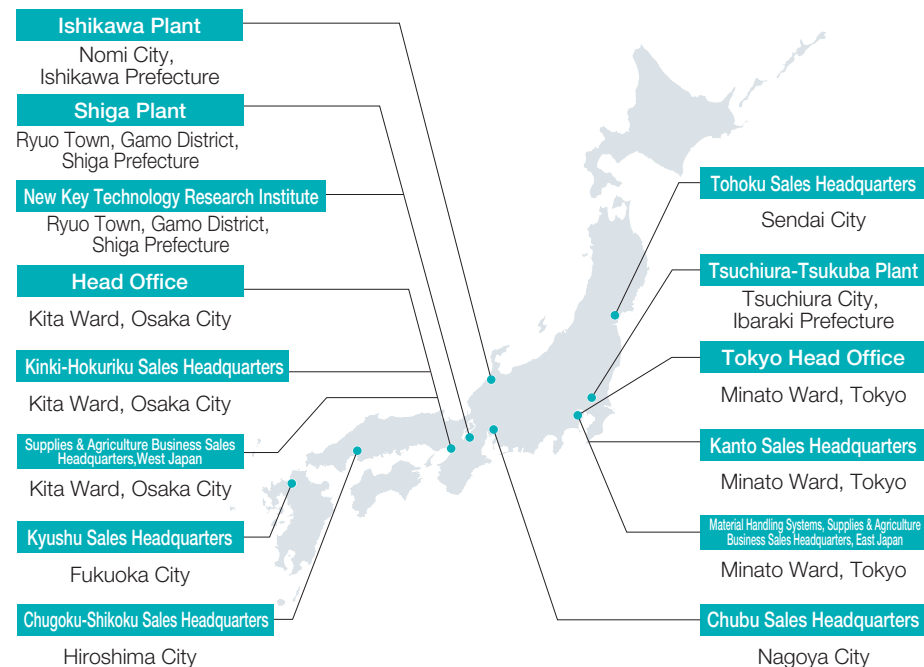 Ishikawa Plant
Nomi City,
Ishikawa Prefecture
Shiga Plant
Ryuo Town, Gamo District,
Shiga Prefecture
New Key Technology Research Institute
Ryuo Town, Gamo District,
Shiga Prefecture
Head Office
Kita Ward, Osaka City
Kinki-Hokuriku Sales Headquarters
Kita Ward, Osaka City
Supplies & Agriculture Business Sales
Headquarters,West Japan
Kita Ward, Osaka City
Kyushu Sales Headquarters
Fukuoka City
Chugoku-Shikoku Sales Headquarters
Hiroshima City
Tohoku Sales Headquarters
Sendai City
Tsuchiura-Tsukuba Plant
Tsuchiura City,
Ibaraki Prefecture
Tokyo Head Office
Minato Ward, Tokyo
Kanto Sales Headquarters
Minato Ward, Tokyo
Material Handling Systems, Supplies & Agriculture
Business Sales Headquarters, East Japan
Minato Ward, Tokyo
Chubu Sales Headquarters
Nagoya City